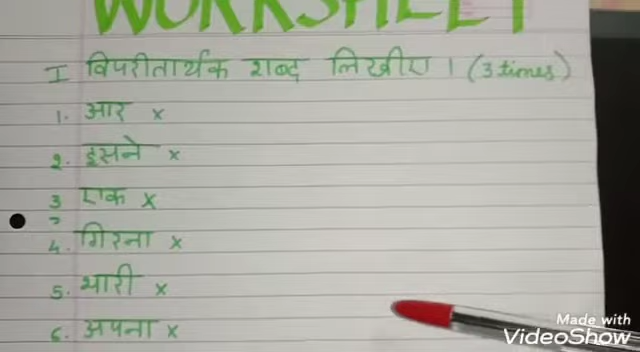 WORKSHEET
I विपरीतार्थक शब्द लिखीए । (3 times)
1. आर x
2. इसने x
3 एक x
4. गिरना x
5. भारी x
6. अपना x
Made with
VideoShow